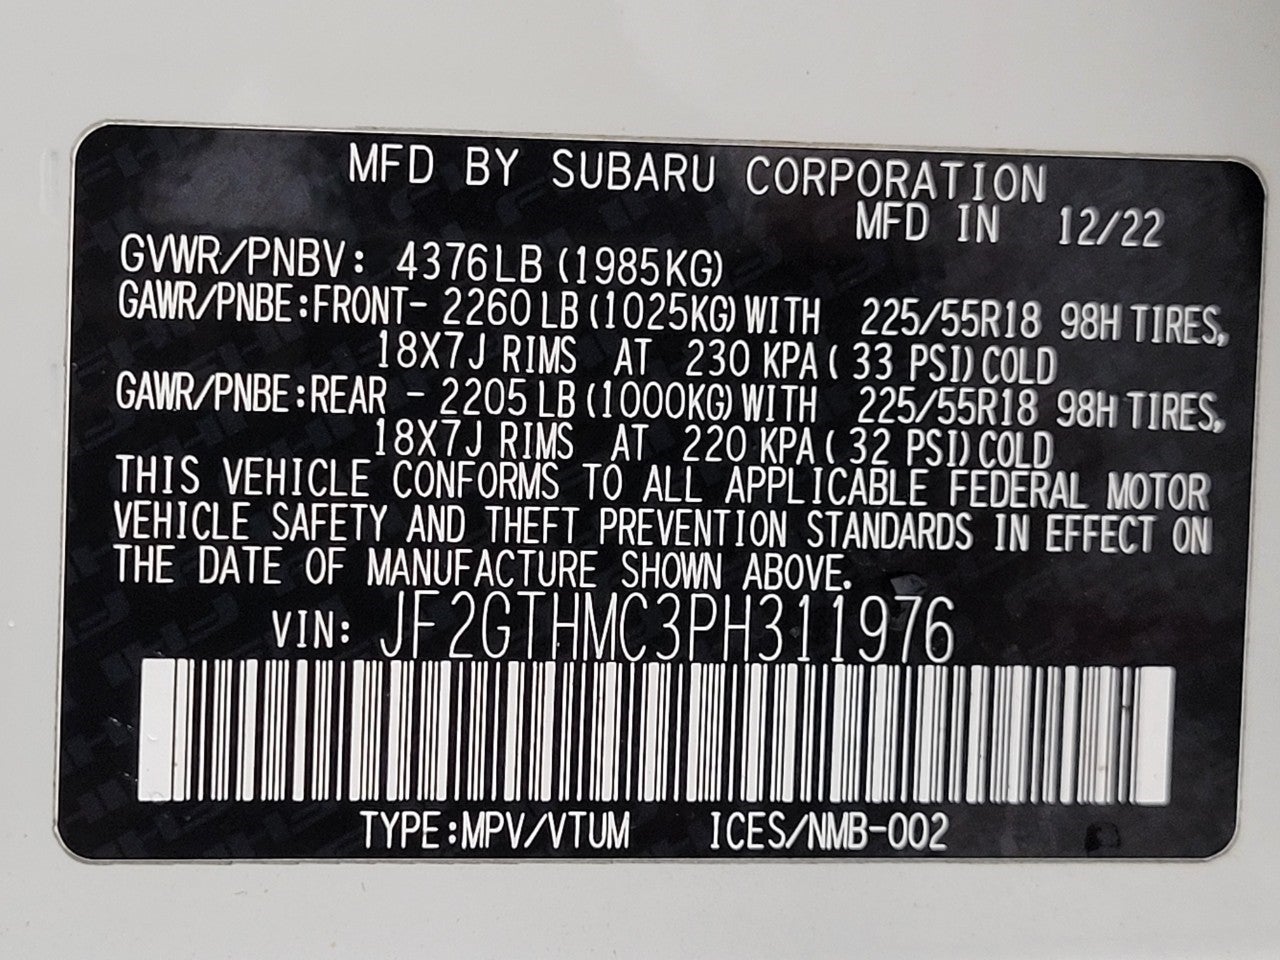 MFD BY SUBARU CORPORATION
MFD IN 12/22
GVWR/PNBV: 4376LB (1985KG)
GAWR/PNBE:FRONT- 2260LB (1025KG) WITH 225/55R18 98H TIRES,
18X7J RIMS AT 230 KPA( 33 PSI) COLD
GAWR/PNBE:REAR - 2205LB (1000KG) WITH 225/55R18 98H TIRES,
18X7J RIMS AT 220 KPA( 32 PSI) COLD
THIS VEHICLE CONFORMS TO ALL APPLICABLE FEDERAL MOTOR
VEHICLE SAFETY AND THEFT PREVENTION STANDARDS IN EFFECT ON
THE DATE OF MANUFACTURE SHOWN ABOVE.
VIN: JF2GTHMC3PH311976
TYPE:MPV/VTUM ICES/NMB-002